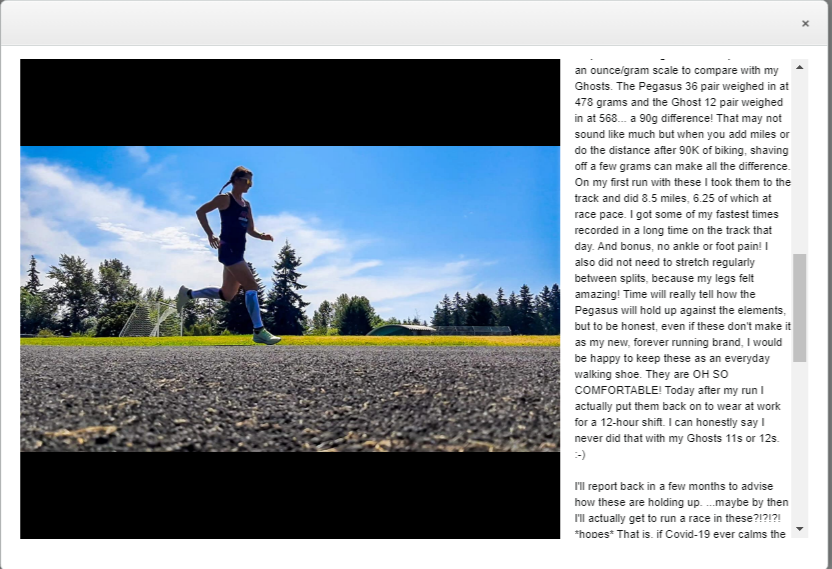 ×
an ounce/gram scale to compare with my
Ghosts. The Pegasus 36 pair weighed in at
478 grams and the Ghost 12 pair weighed
in at 568... a 90g difference! That may not
sound like much but when you add miles or
do the distance after 90K of biking, shaving
off a few grams can make all the difference.
On my first run with these I took them to the
track and did 8.5 miles, 6.25 of which at
race pace. I got some of my fastest times
recorded in a long time on the track that
day. And bonus, no ankle or foot pain! I
also did not need to stretch regularly
between splits, because my legs felt
amazing! Time will really tell how the
Pegasus will hold up against the elements,
but to be honest, even if these don't make it
as my new, forever running brand, I would
be happy to keep these as an everyday
walking shoe. They are OH SO
COMFORTABLE! Today after my run I
actually put them back on to wear at work
for a 12-hour shift. I can honestly say I
never did that with my Ghosts 11s or 12s.
:-)
I'll report back in a few months to advise
how these are holding up. ...maybe by then
I'll actually get to run a race in these?!?!?!
*hopes* That is, if Covid-19 ever calms the